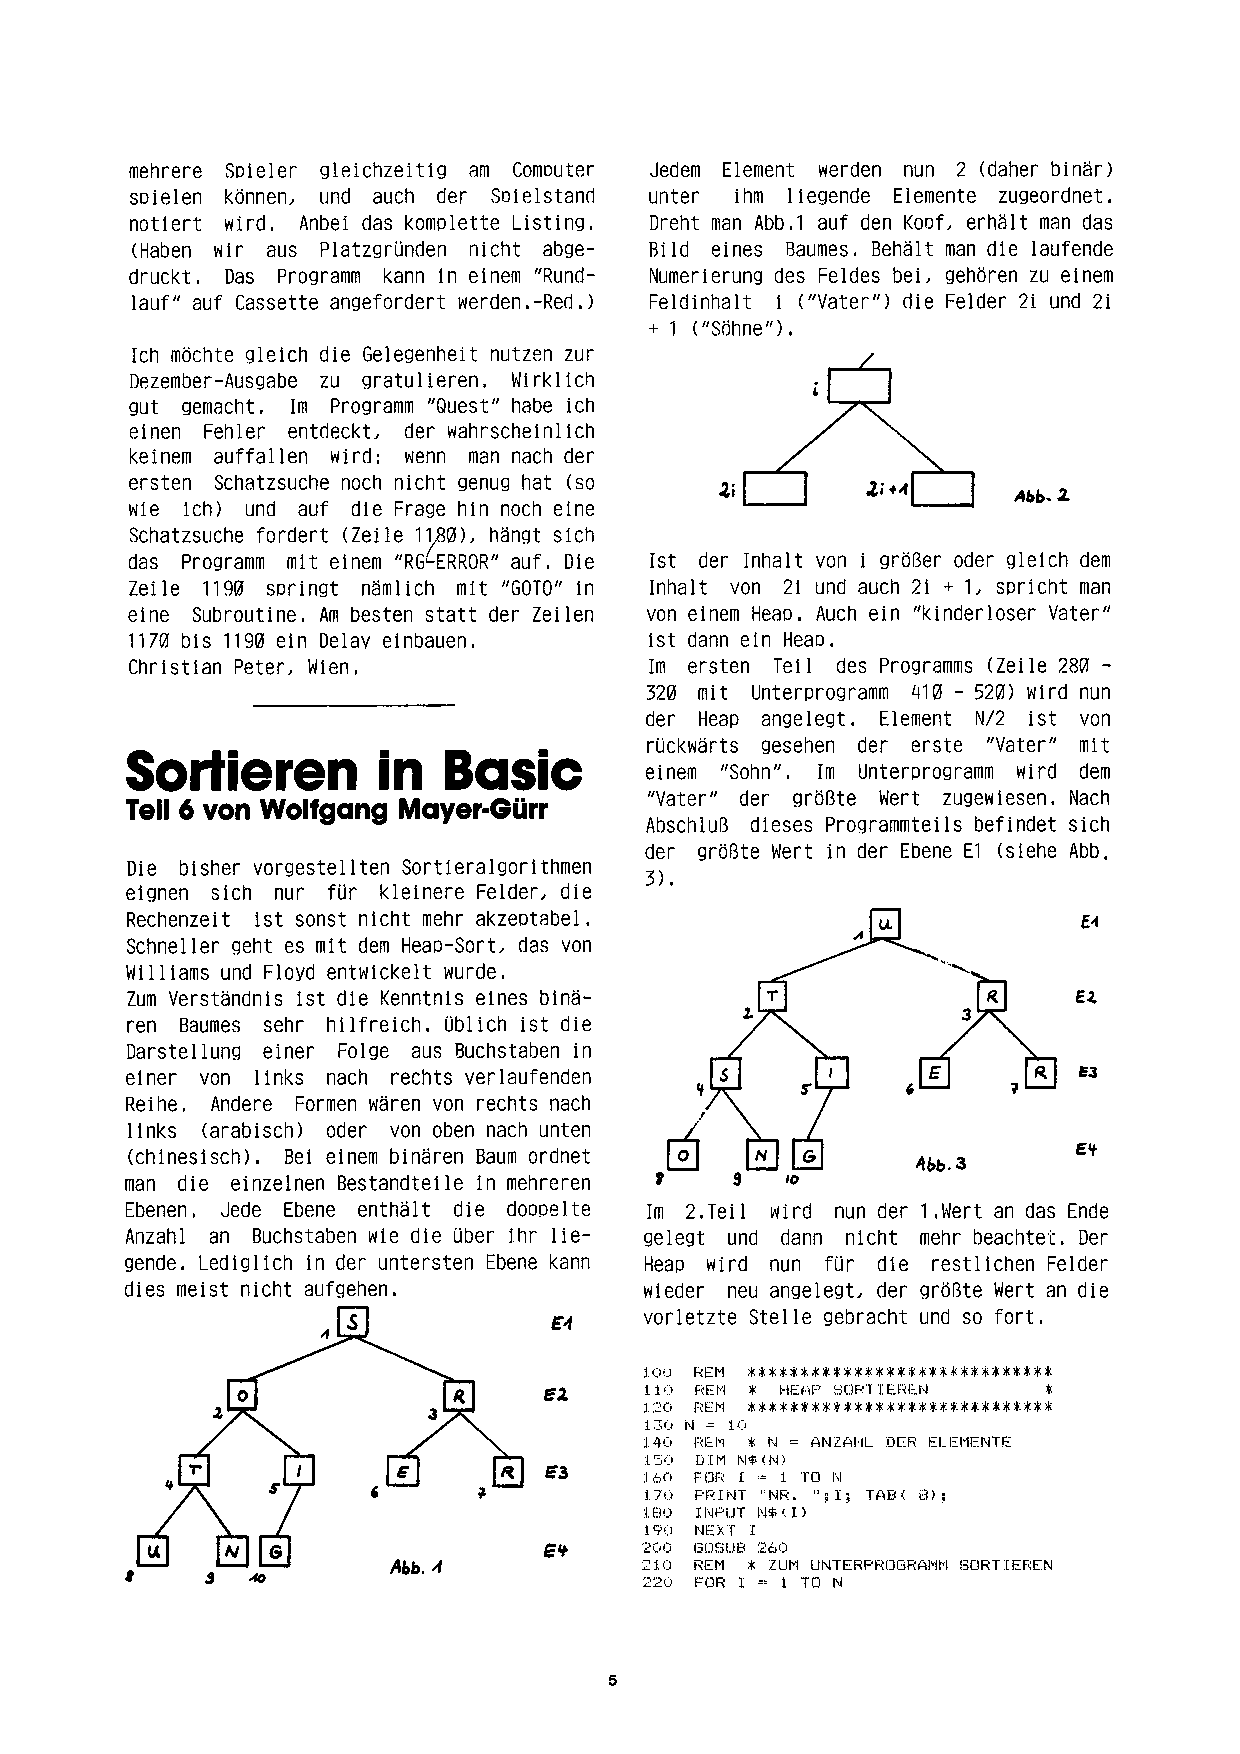 mehrere Spieler gleichzeitig am Computer
spielen können, und auch der Spielstand
notiert wird. Anbei das komplette Listing.
(Haben wir aus Platzgründen nicht abge-
druckt. Das Programm kann in einem "Rund-
lauf" auf Cassette angefordert werden.-Red.)
Ich möchte gleich die Gelegenheit nutzen zur
Dezember-Ausgabe zu gratulieren. Wirklich
gut gemacht. Im Programm "Quest" habe ich
einen Fehler entdeckt, der wahrscheinlich
keinem auffallen wird: wenn man nach der
ersten Schatzsuche noch nicht genug hat (so
wie ich) und auf die Frage hin noch eine
Schatzsuche fordert (Zeile 1180), hängt sich
das Programm mit einem "RG-ERROR" auf. Die
Zeile 1190 springt nämlich mit "GOTO" in
eine Subroutine. Am besten statt der Zeilen
1170 bis 1190 ein Delay einbauen.
Christian Peter, Wien.
Sortieren in Basic
Teil 6 von Wolfgang Mayer-Gürr
Die bisher vorgestellten Sortieralgorithmen
eignen sich nur für kleinere Felder, die
Rechenzeit ist sonst nicht mehr akzeptabel.
Schneller geht es mit dem Heap-Sort, das von
Williams und Floyd entwickelt wurde.
Zum Verständnis ist die Kenntnis eines binä-
ren Baumes sehr hilfreich. Üblich ist die
Darstellung einer Folge aus Buchstaben in
einer von links nach rechts verlaufenden
Reihe. Andere Formen wären von rechts nach
links (arabisch) oder von oben nach unten
(chinesisch). Bei einem binären Baum ordnet
man die einzelnen Bestandteile in mehreren
Ebenen. Jede Ebene enthält die doppelte
Anzahl an Buchstaben wie die über ihr lie-
gende. Lediglich in der untersten Ebene kann
dies meist nicht aufgehen.
1 S E1
O R E2
2 3
T I E R E3
4 5 6 7
U N G E4
8 9 10 Abb. 1
Jedem Element werden nun 2 (daher binär)
unter ihm liegende Elemente zugeordnet.
Dreht man Abb.1 auf den Kopf, erhält man das
Bild eines Baumes. Behält man die laufende
Numerierung des Feldes bei, gehören zu einem
Feldinhalt i ("Vater") die Felder 2i und 2i
+ 1 ("Söhne").
i
2i 2i+1 Abb. 2
Ist der Inhalt von i größer oder gleich dem
Inhalt von 2i und auch 2i + 1, spricht man
von einem Heap. Auch ein "kinderloser Vater"
ist dann ein Heap.
Im ersten Teil des Programms (Zeile 280 -
320 mit Unterprogramm 410 - 520) wird nun
der Heap angelegt. Element N/2 ist von
rückwärts gesehen der erste "Vater" mit
einem "Sohn". Im Unterprogramm wird dem
"Vater" der größte Wert zugewiesen. Nach
Abschluß dieses Programmteils befindet sich
der größte Wert in der Ebene E1 (siehe Abb.
3).
1 U E1
T R E2
2 3
S I E R E3
4 5 6 7
O N G E4
8 9 10 Abb. 3
Im 2.Teil wird nun der 1.Wert an das Ende
gelegt und dann nicht mehr beachtet. Der
Heap wird nun für die restlichen Felder
wieder neu angelegt, der größte Wert an die
vorletzte Stelle gebracht und so fort.
100 REM ****************************
110 REM * HEAP SORTIEREN *
120 REM ****************************
130 N = 10
140 REM * N = ANZAHL DER ELEMENTE
150 DIM N$(N)
160 FOR I = 1 TO N
170 PRINT "NR. ";I; TAB( 8);
180 INPUT N$(I)
190 NEXT I
200 GOSUB 260
210 REM * ZUM UNTERPROGRAMM SORTIEREN
220 FOR I = 1 TO N
5